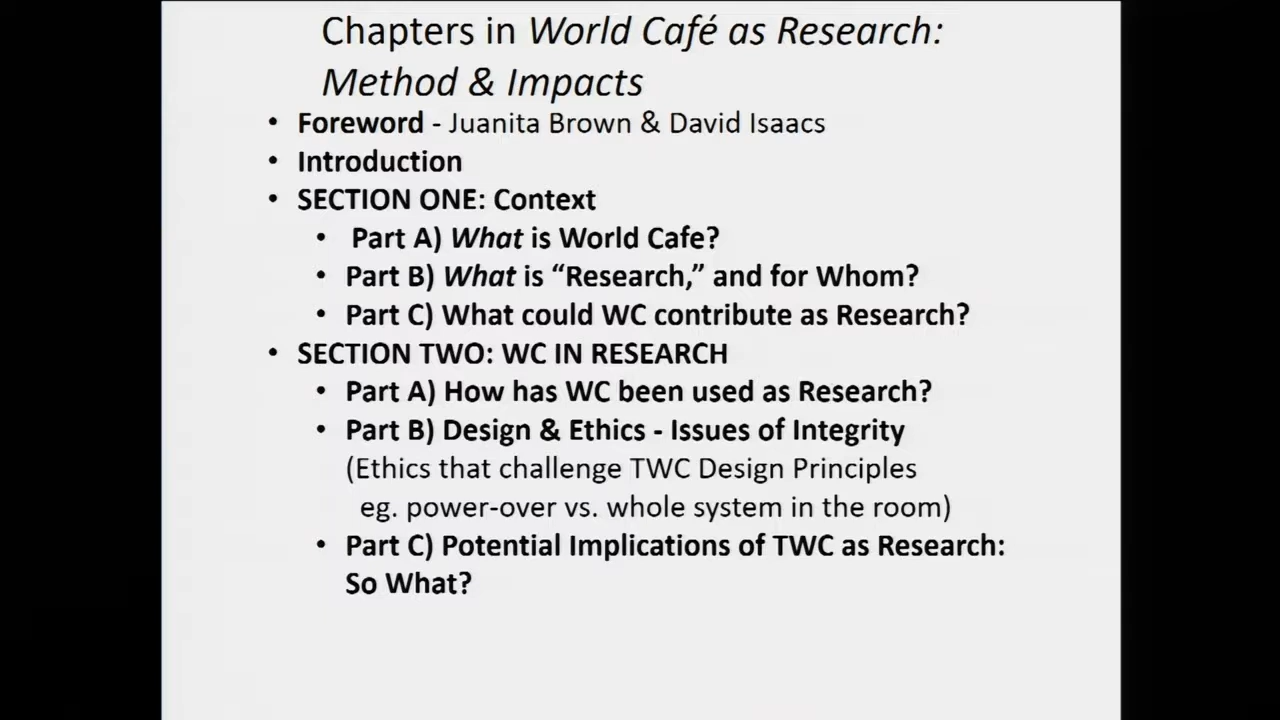 Chapters in World Café as Research:
Method & Impacts
• Foreword - Juanita Brown & David Isaacs
• Introduction
• SECTION ONE: Context
• Part A) What is World Cafe?
• Part B) What is “Research,” and for Whom?
• Part C) What could WC contribute as Research?
• SECTION TWO: WC IN RESEARCH
• Part A) How has WC been used as Research?
• Part B) Design & Ethics - Issues of Integrity
(Ethics that challenge TWC Design Principles
eg. power-over vs. whole system in the room)
• Part C) Potential Implications of TWC as Research:
So What?